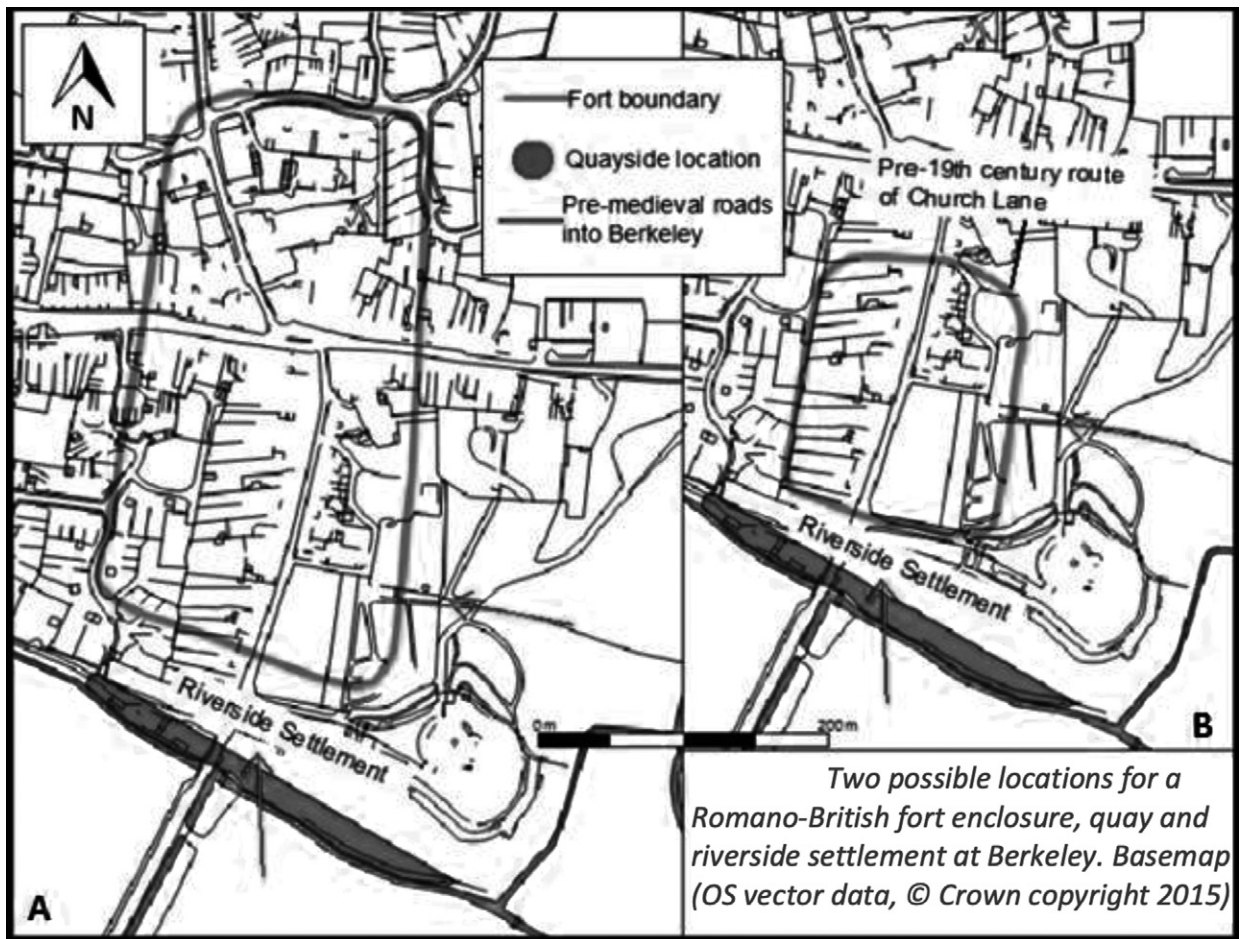 N
Fort boundary
Quayside location
Pre-medieval roads
into Berkeley
Pre-19th century route
of Church Lane
Riverside Settlement
Riverside Settlement
0m
200m
A
B
Two possible locations for a
Romano-British fort enclosure, quay and
riverside settlement at Berkeley. Basemap
(OS vector data, © Crown copyright 2015)